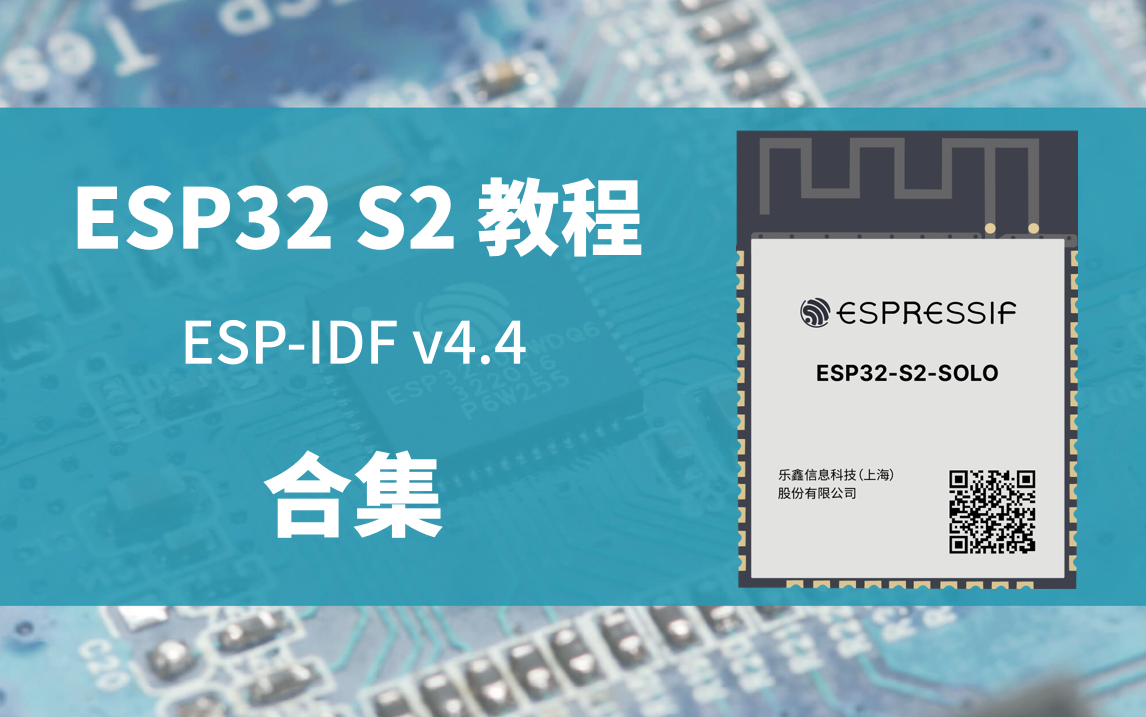 ESP32 S2 教程
ESP-IDF v4.4
合集
ESPRESSIF
ESP32-S2-SOLO
乐鑫信息科技(上海)
股份有限公司
C20